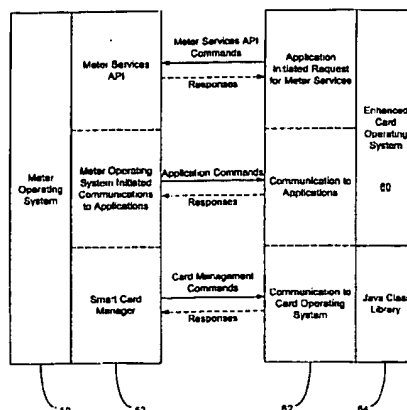 Meter Services API
Commands
Responses
Meter Services
API
Application
Initiated Request
for Meter Services
Enhanced
Card
Operating
System
60
Meter
Operating
System
Meter Operating
System Initiated
Communications
to Applications
Application Commands
Responses
Communication to
Applications
Card Management
Commands
Responses
Smart Card
Manager
Communication to
Card Operating
System
Java Class
Library
52
62
64